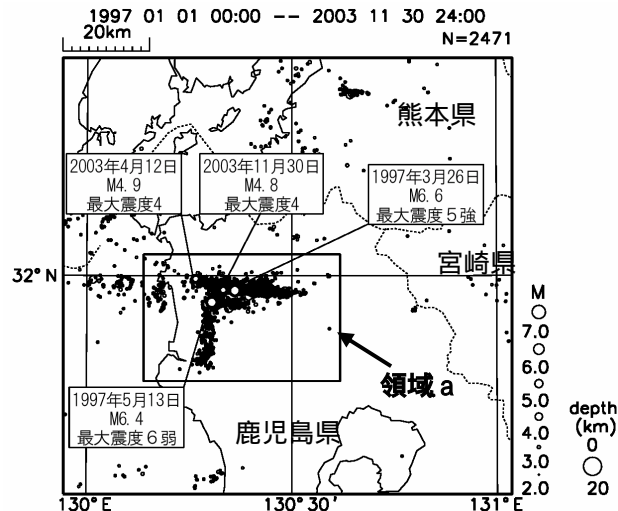 1997 01 01 00:00 -- 2003 11 30 24:00
20km
N=2471
熊本県
2003年4月12日
M4.9
最大震度4
2003年11月30日
M4.8
最大震度4
1997年3月26日
M6.6
最大震度5強
32°N
宮崎県
M
7.0
6.0
5.0
4.0
3.0
2.0
領域a
1997年5月13日
M6.4
最大震度6弱
鹿児島県
depth
(km)
0
20
130°E
130°30'
131°E